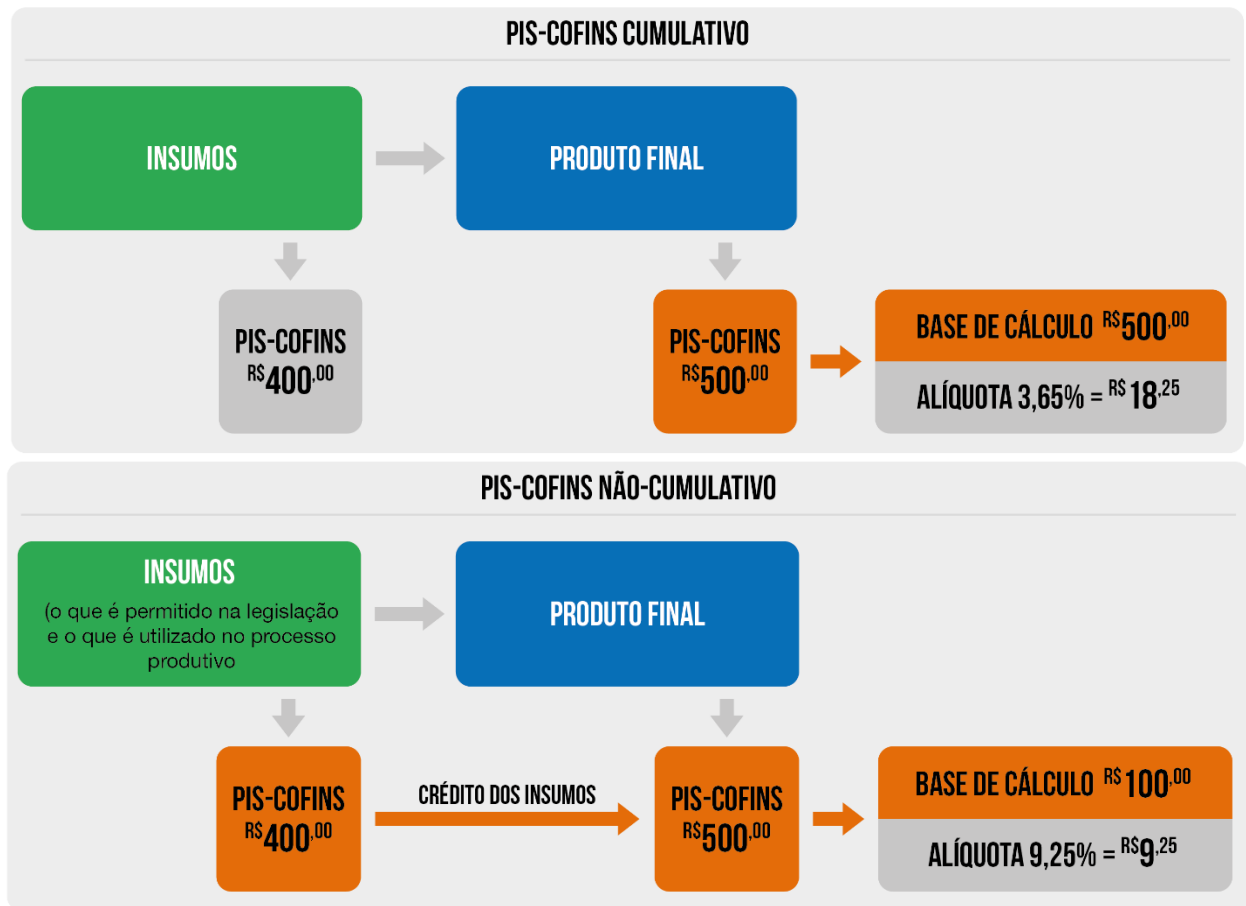 PIS-COFINS CUMULATIVO
INSUMOS
PRODUTO FINAL
PIS-COFINS
R$400,00
PIS-COFINS
R$500,00
BASE DE CÁLCULO R$500,00
ALÍQUOTA 3,65% = R$18,25
PIS-COFINS NÃO-CUMULATIVO
INSUMOS
(o que é permitido na legislação
e o que é utilizado no processo
produtivo
PRODUTO FINAL
PIS-COFINS
R$400,00
CRÉDITO DOS INSUMOS
PIS-COFINS
R$500,00
BASE DE CÁLCULO R$100,00
ALÍQUOTA 9,25% = R$9,25